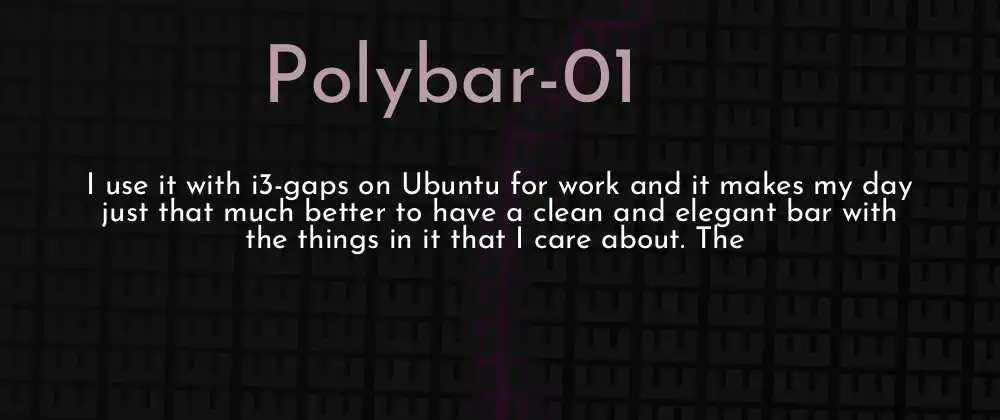 Polybar-01
I use it with i3-gaps on Ubuntu for work and it makes my day
just that much better to have a clean and elegant bar with
the things in it that I care about. The